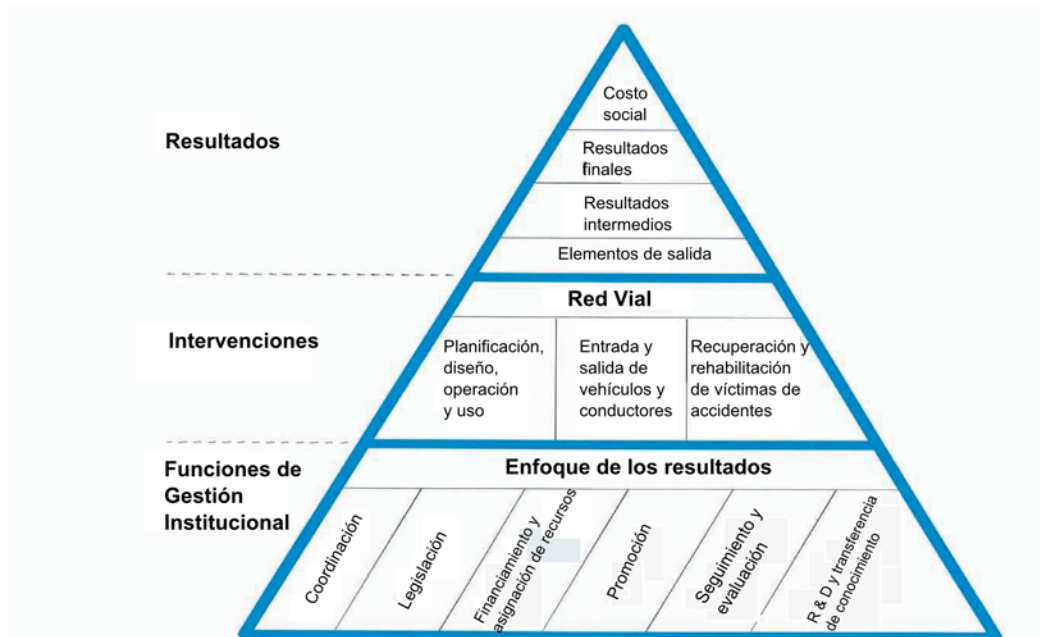 Costo
social
Resultados
Resultados
finales
Resultados
intermedios
Elementos de salida
Red Vial
Intervenciones
Planificación,
diseño,
operación
y uso
Entrada y
salida de
vehículos y
conductores
Recuperación y
rehabilitación
de víctimas de
accidentes
Funciones de
Gestión
Institucional
Enfoque de los resultados
Coordinación
Legislación
Financiamiento y
asignación de recursos
Promoción
Seguimiento y
evaluación
R & D y transferencia
de conocimiento